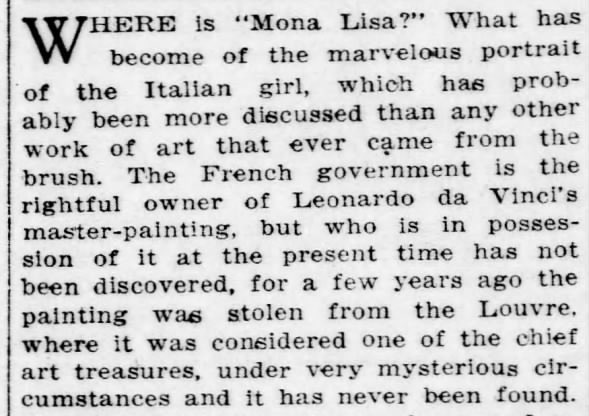 WHERE is "Mona Lisa?" What has
become of the marvelous portrait
of the Italian girl, which has prob-
ably been more discussed than any other
work of art that ever came from the
brush. The French government is the
rightful owner of Leonardo da Vinci's
master-painting, but who is in posses-
sion of it at the present time has not
been discovered, for a few years ago the
painting was stolen from the Louvre,
where it was considered one of the chief
art treasures, under very mysterious cir-
cumstances and it has never been found.